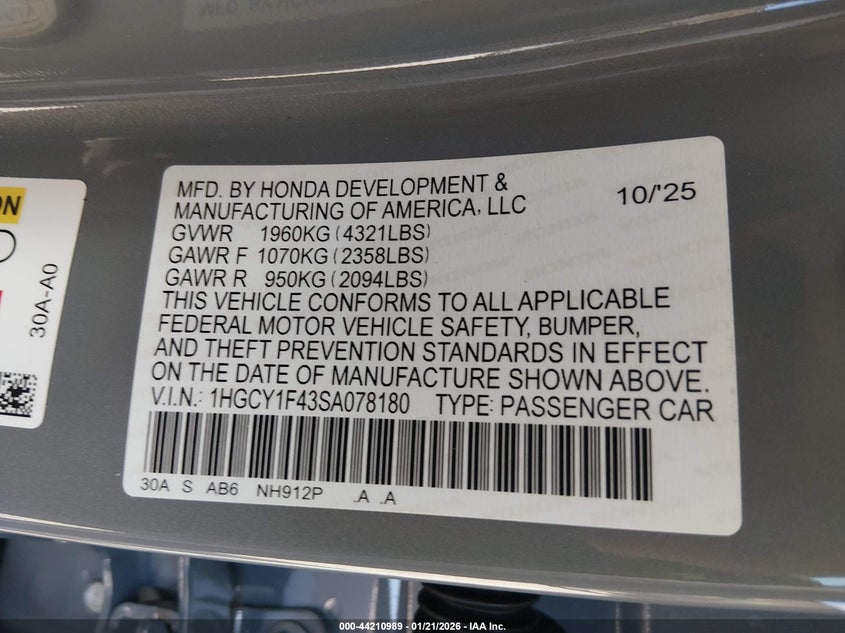 MFD. BY HONDA DEVELOPMENT &
MANUFACTURING OF AMERICA, LLC
10/'25
GVWR 1960KG (4321LBS)
GAWR F 1070KG (2358LBS)
GAWR R 950KG (2094LBS)
THIS VEHICLE CONFORMS TO ALL APPLICABLE
FEDERAL MOTOR VEHICLE SAFETY, BUMPER,
AND THEFT PREVENTION STANDARDS IN EFFECT
ON THE DATE OF MANUFACTURE SHOWN ABOVE.
V.I.N.: 1HGCY1F43SA078180 TYPE: PASSENGER CAR
30A S AB6 NH912P .A .A
30A-A0
000-44210989 - 01/21/2026 - IAA Inc.